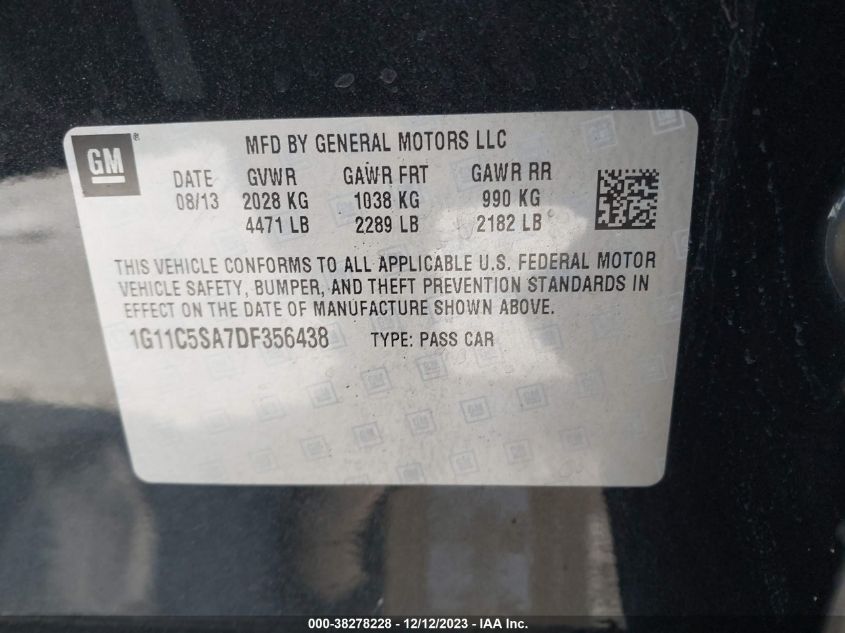 GM®
MFD BY GENERAL MOTORS LLC
DATE GVWR GAWR FRT GAWR RR
08/13 2028 KG 1038 KG 990 KG
4471 LB 2289 LB 2182 LB
THIS VEHICLE CONFORMS TO ALL APPLICABLE U.S. FEDERAL MOTOR
VEHICLE SAFETY, BUMPER, AND THEFT PREVENTION STANDARDS IN
EFFECT ON THE DATE OF MANUFACTURE SHOWN ABOVE.
1G11C5SA7DF356438 TYPE: PASS CAR
000-38278228 - 12/12/2023 - IAA Inc.